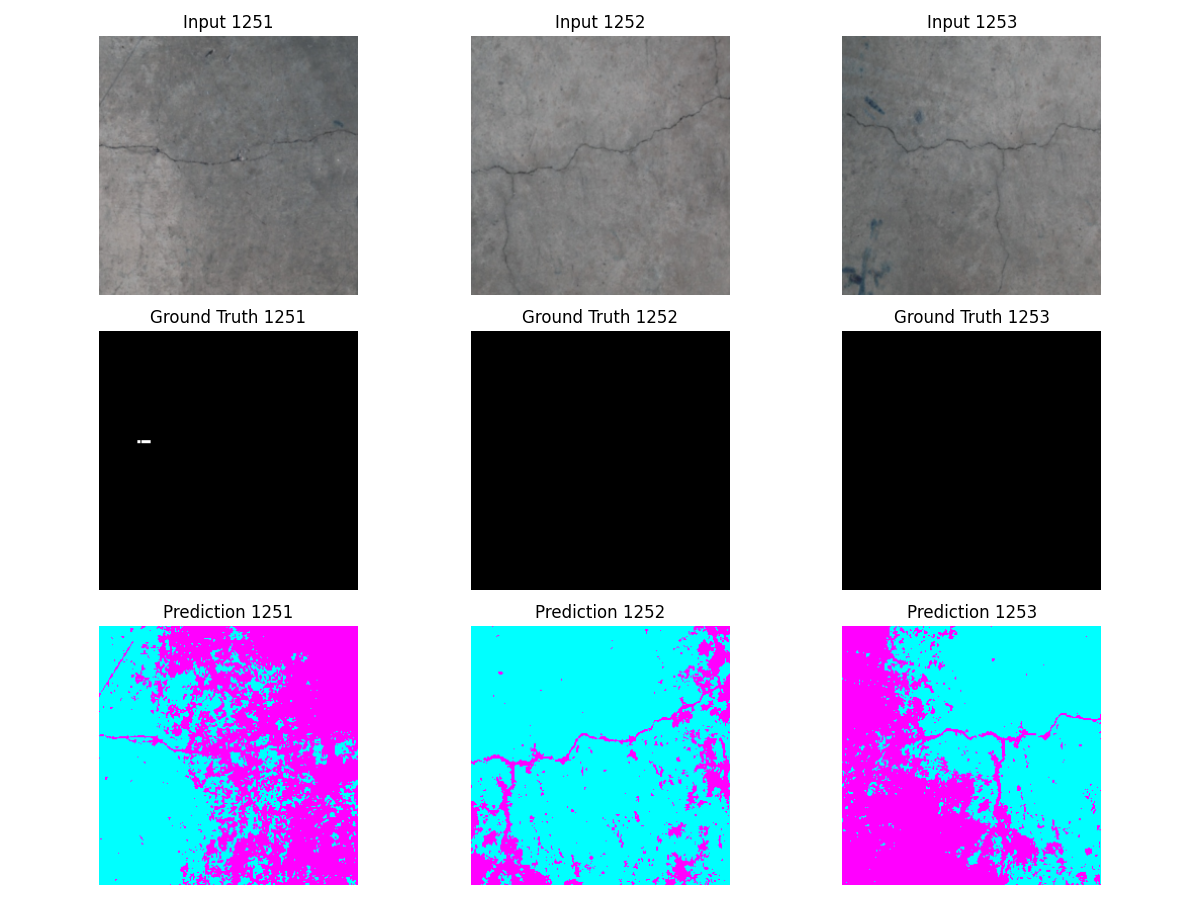 Input 1251
Input 1252
Input 1253
Ground Truth 1251
Ground Truth 1252
Ground Truth 1253
Prediction 1251
Prediction 1252
Prediction 1253